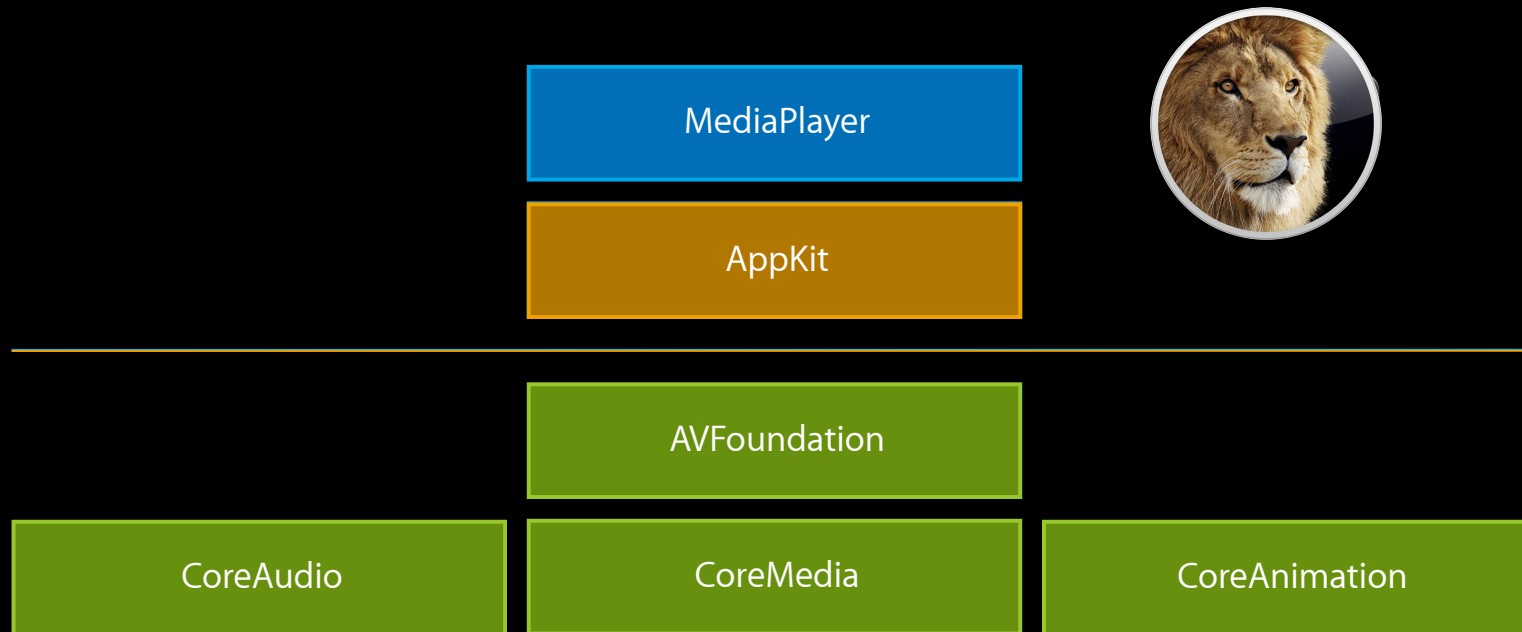 MediaPlayer
AppKit
AVFoundation
CoreAudio
CoreMedia
CoreAnimation